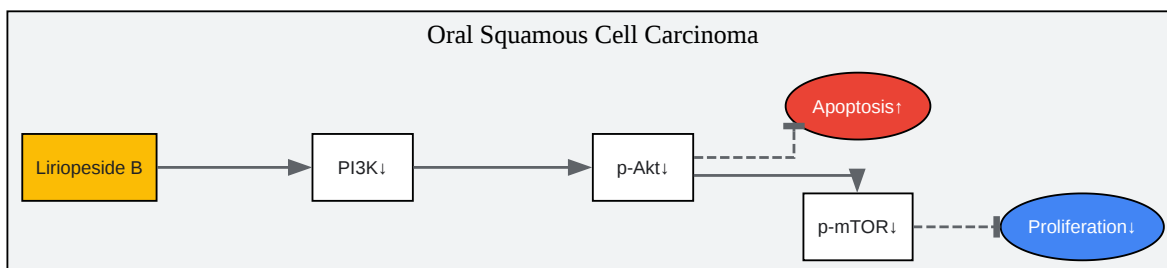 Oral Squamous Cell Carcinoma
Apoptosis↑
Liriopeside B
PI3K↓
p-Akt↓
p-mTOR↓
Proliferation↓